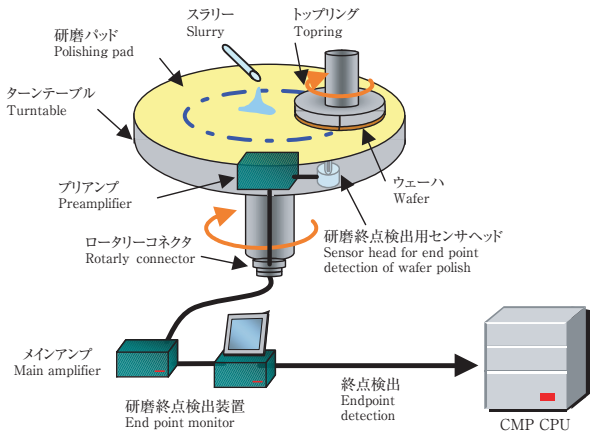 スラリー
Slurry
トップリング
Topring
研磨パッド
Polishing pad
ターンテーブル
Turntable
プリアンプ
Preamplifier
ウェーハ
Wafer
研磨終点検出用センサヘッド
Sensor head for end point
detection of wafer polish
ロータリーコネクタ
Rotarly connector
メインアンプ
Main amplifier
研磨終点検出装置
End point monitor
終点検出
Endpoint
detection
CMP CPU